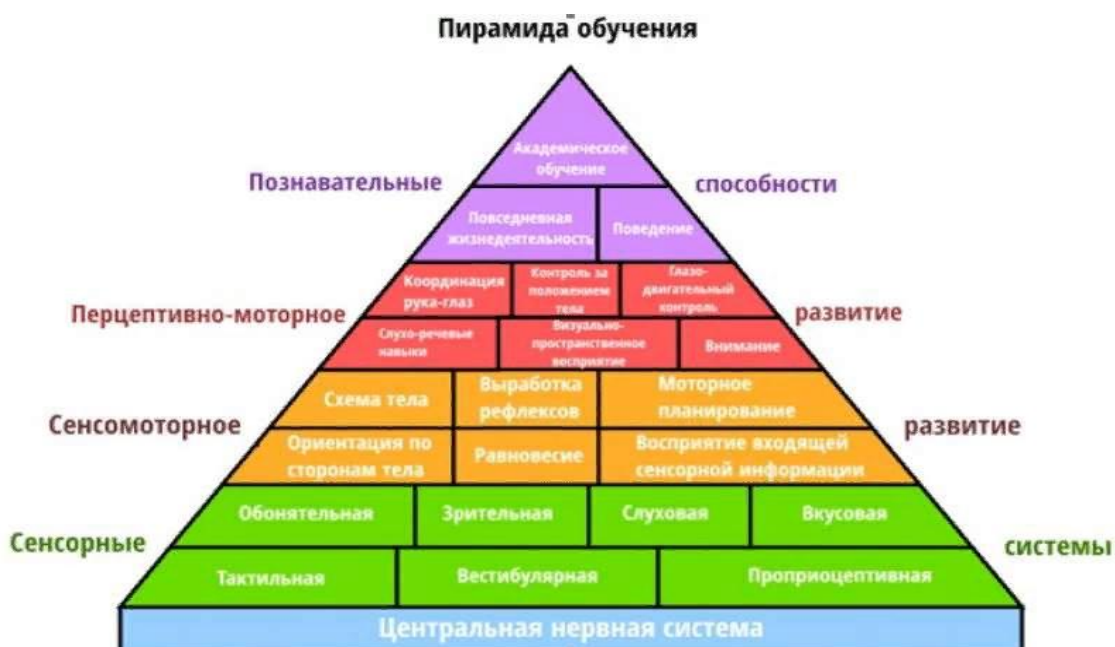 Пирамида обучения
Академическое
обучение
Познавательные
способности
Повседневная
жизнедеятельность
Поведение
Координация
рука-глаз
Контроль за
положением
тела
Глазо-
двигательный
контроль
Перцептивно-моторное
развитие
Слухо-речевые
навыки
Визуально-
пространственное
восприятие
Внимание
Схема тела
Выработка
рефлексов
Моторное
планирование
Сенсомоторное
развитие
Ориентация по
сторонам тела
Равновесие
Восприятие входящей
сенсорной информации
Обонятельная
Зрительная
Слуховая
Вкусовая
Сенсорные
системы
Тактильная
Вестибулярная
Проприоцептивная
Центральная нервная система